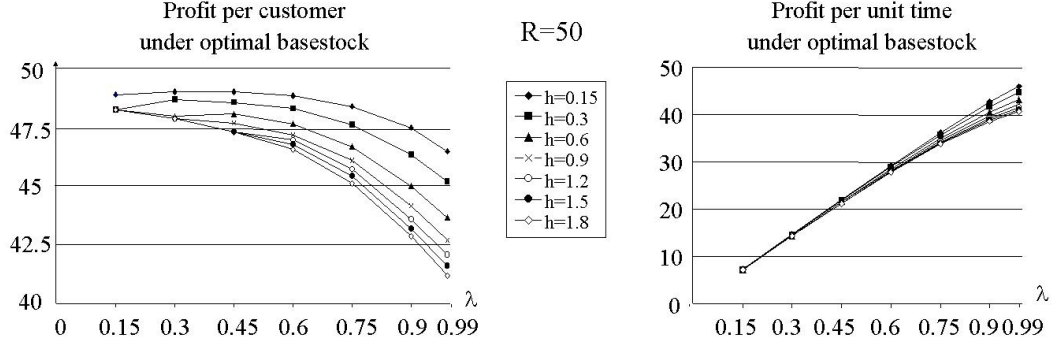 Profit per customer
under optimal basestock
50
47.5
45
42.5
40
0 0.15 0.3 0.45 0.6 0.75 0.9 0.99
λ
R=50
h=0.15
h=0.3
h=0.6
h=0.9
h=1.2
h=1.5
h=1.8
Profit per unit time
under optimal basestock
50
40
30
20
10
0
0.15 0.3 0.45 0.6 0.75 0.9 0.99
λ